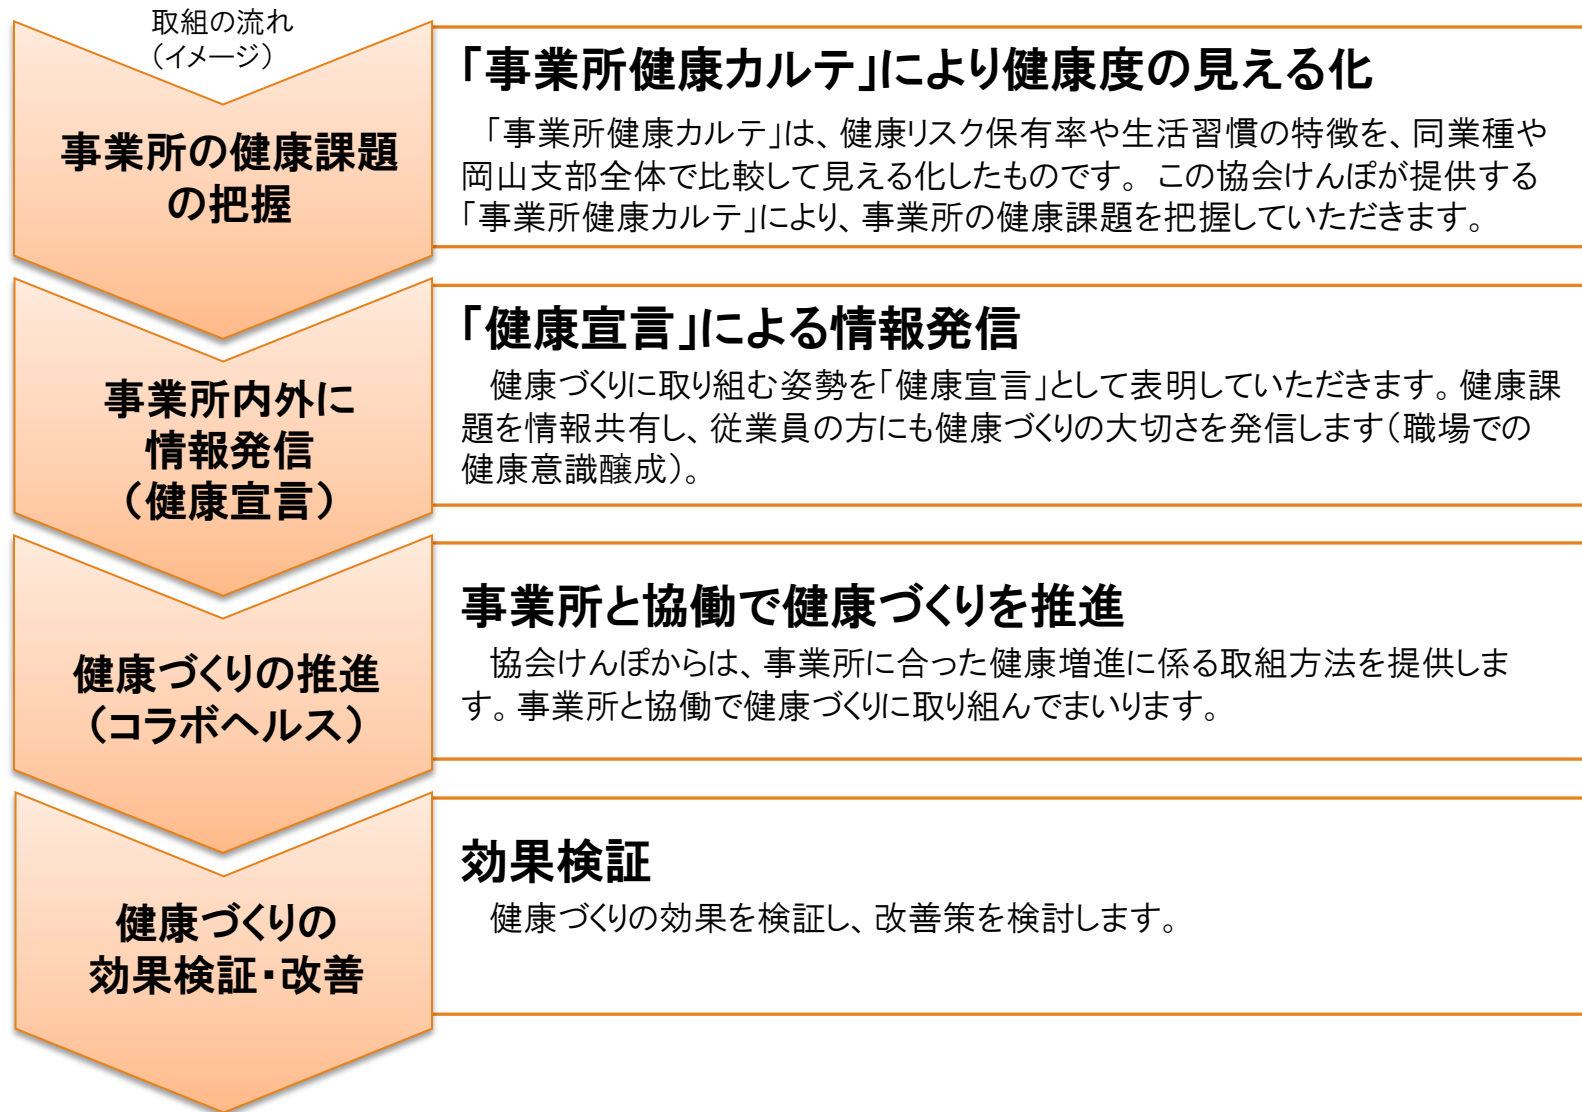 取組の流れ
（イメージ）
事業所の健康課題
の把握
「事業所健康カルテ」により健康度の見える化
「事業所健康カルテ」は、健康リスク保有率や生活習慣の特徴を、同業種や
岡山支部全体で比較して見える化したものです。この協会けんぽが提供する
「事業所健康カルテ」により、事業所の健康課題を把握していただきます。
事業所内外に
情報発信
（健康宣言）
「健康宣言」による情報発信
健康づくりに取り組む姿勢を「健康宣言」として表明していただきます。健康課
題を情報共有し、従業員の方にも健康づくりの大切さを発信します（職場での
健康意識醸成）。
健康づくりの推進
（コラボヘルス）
事業所と協働で健康づくりを推進
協会けんぽからは、事業所に合った健康増進に係る取組方法を提供しま
す。事業所と協働で健康づくりに取り組んでまいります。
健康づくりの
効果検証・改善
効果検証
健康づくりの効果を検証し、改善策を検討します。